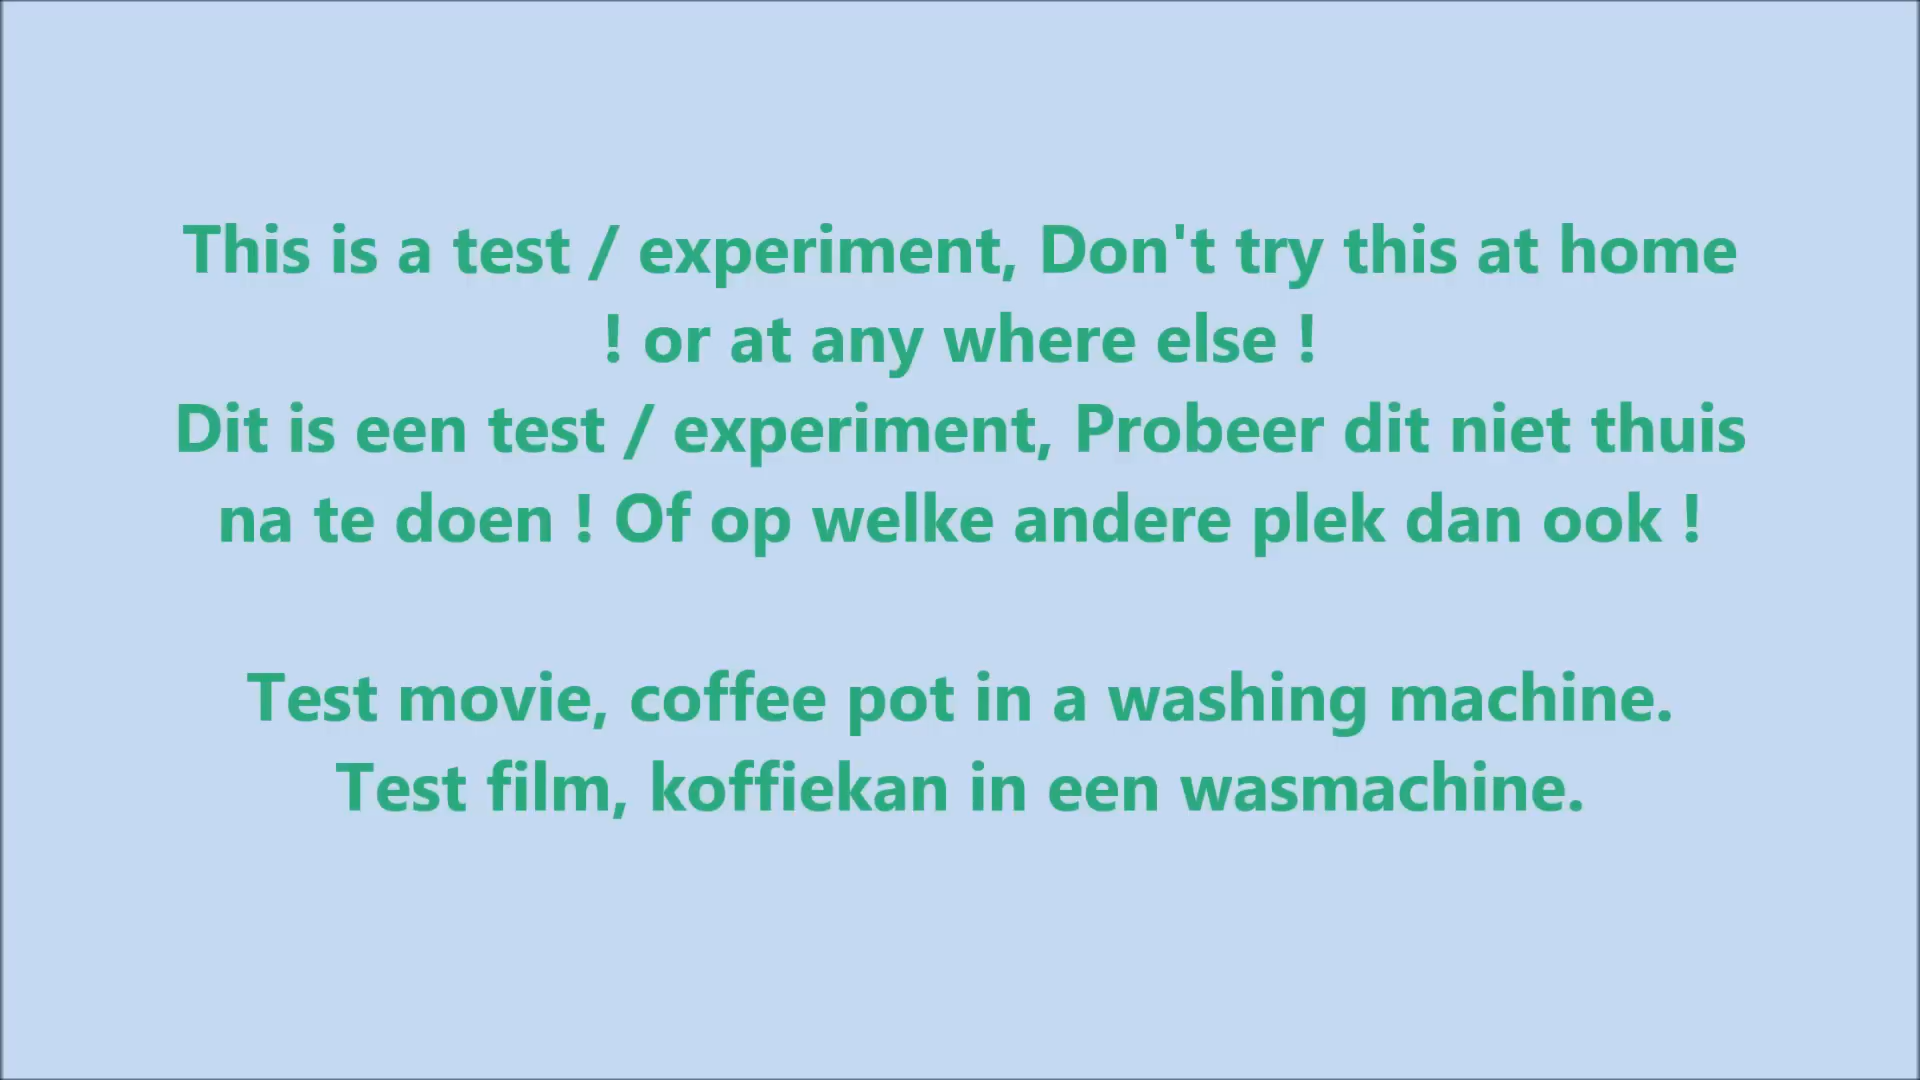 This is a test / experiment, Don't try this at home
! or at any where else !
Dit is een test / experiment, Probeer dit niet thuis
na te doen ! Of op welke andere plek dan ook !
Test movie, coffee pot in a washing machine.
Test film, koffiekan in een wasmachine.